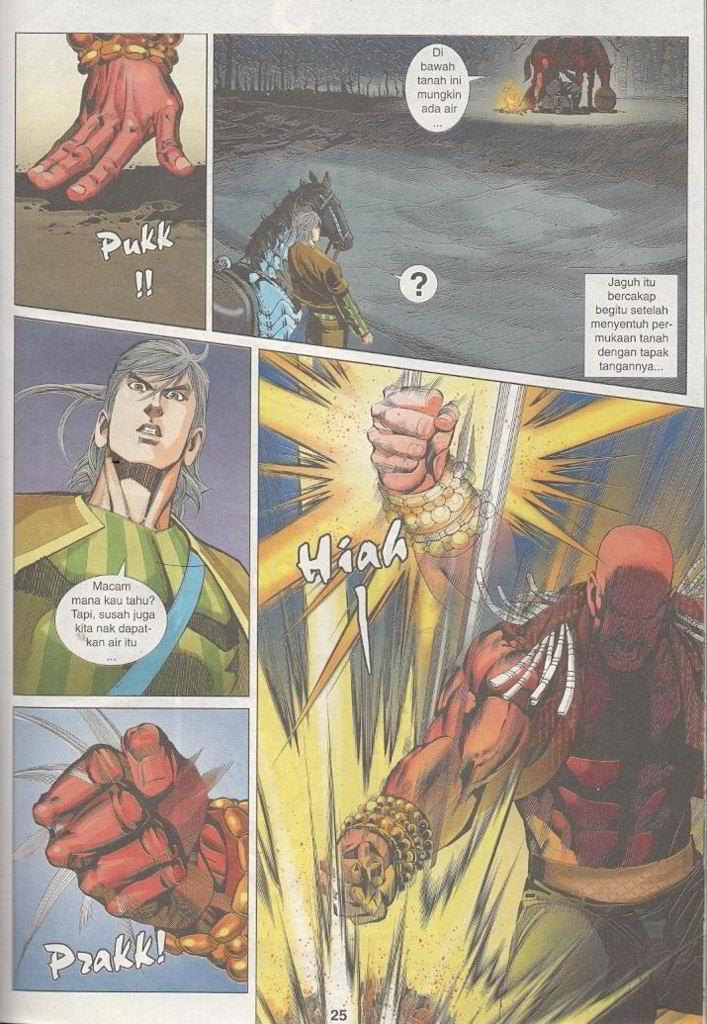 Pukk
!!
Di
bawah
tanah ini
mungkin
ada air
...
?
Jaguh itu
bercakap
begitu setelah
menyentuh per-
mukaan tanah
dengan tapak
tangannya...
Macam
mana kau tahu?
Tapi, susah juga
kita nak dapat-
kan air itu
...
Prakk!
Hiah
!
25